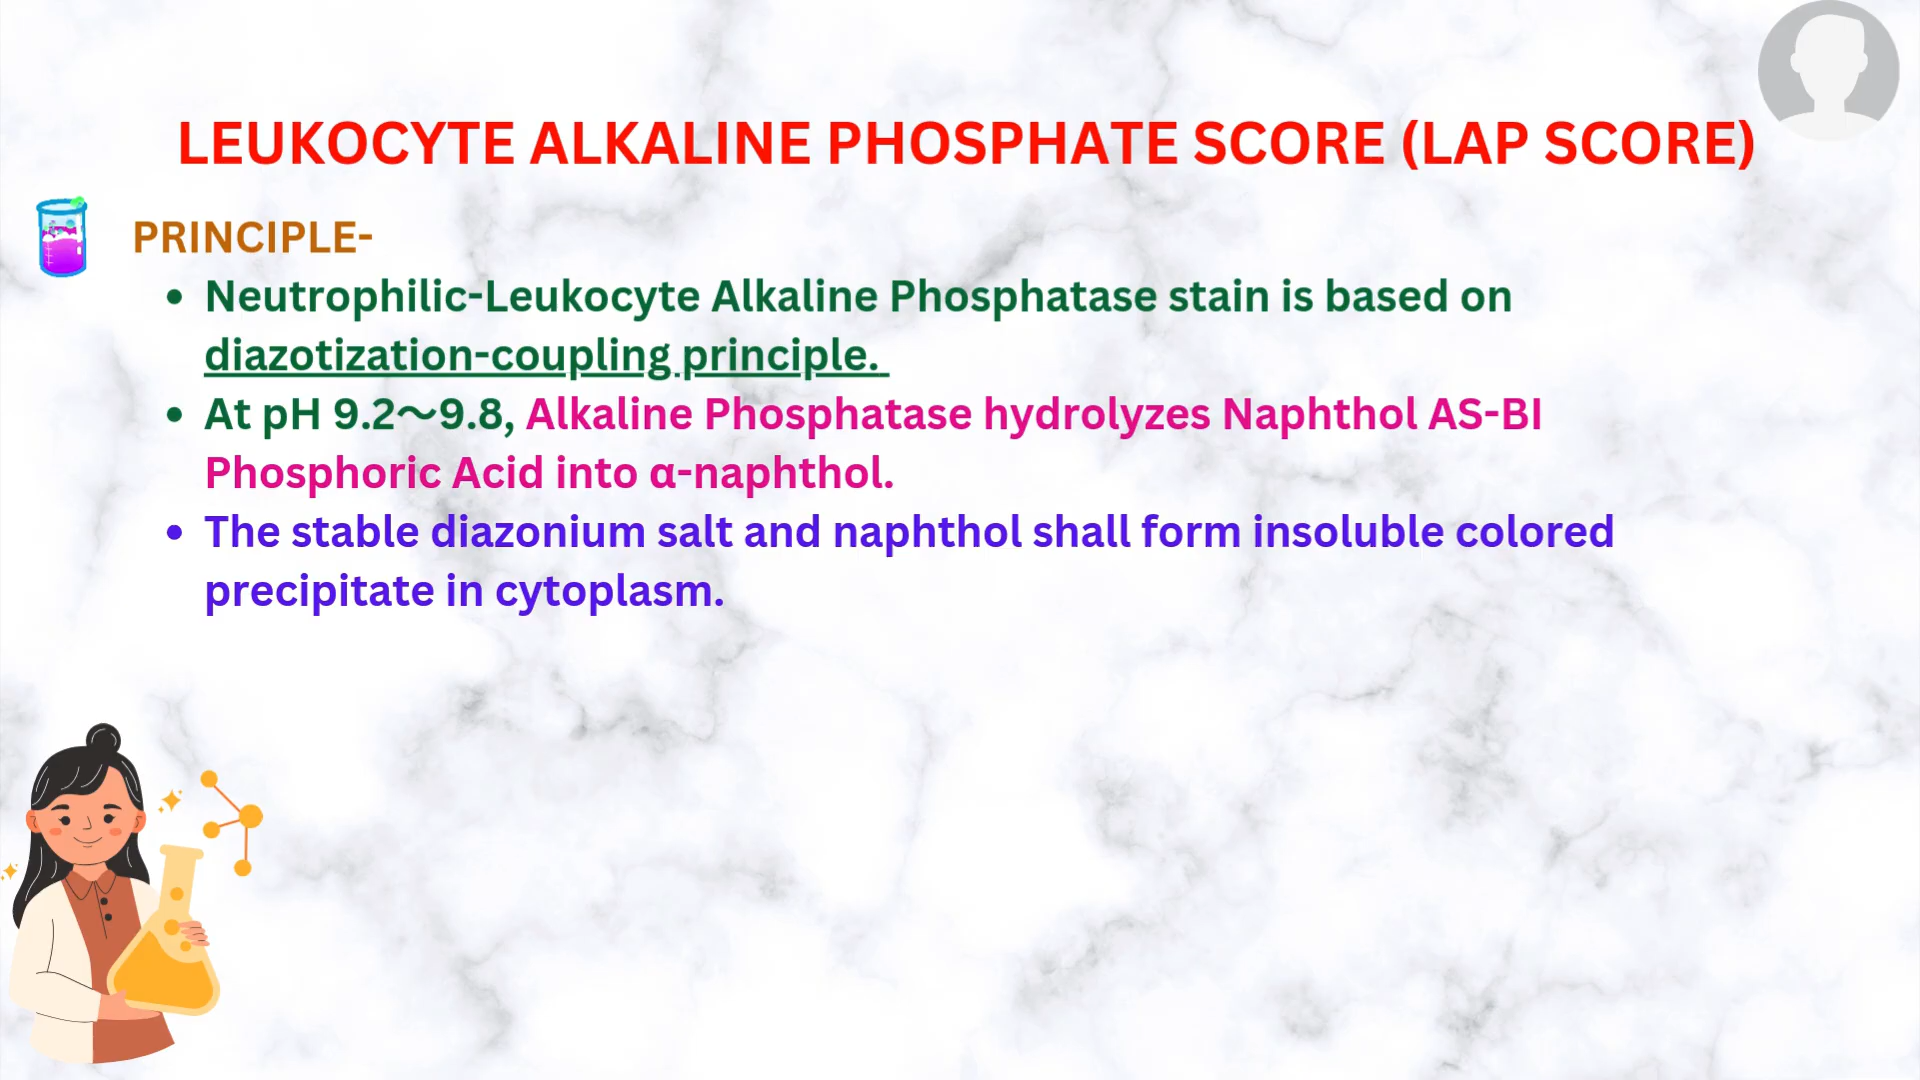 LEUKOCYTE ALKALINE PHOSPHATE SCORE (LAP SCORE)
PRINCIPLE-
• Neutrophilic-Leukocyte Alkaline Phosphatase stain is based on
diazotization-coupling principle.
• At pH 9.2～9.8, Alkaline Phosphatase hydrolyzes Naphthol AS-BI
Phosphoric Acid into α-naphthol.
• The stable diazonium salt and naphthol shall form insoluble colored
precipitate in cytoplasm.